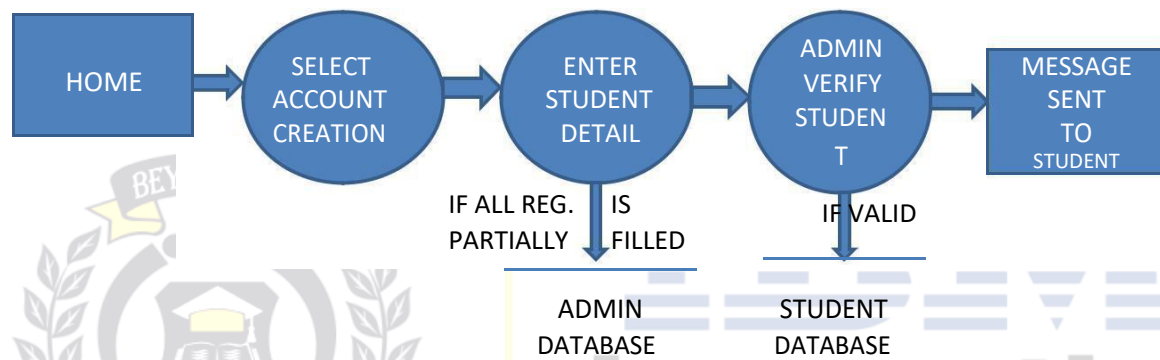 HOME
SELECT
ACCOUNT
CREATION
ENTER
STUDENT
DETAIL
ADMIN
VERIFY
STUDEN
T
MESSAGE
SENT
TO
STUDENT
IF ALL REG. IS
PARTIALLY FILLED
IF VALID
ADMIN
DATABASE
STUDENT
DATABASE
BEY